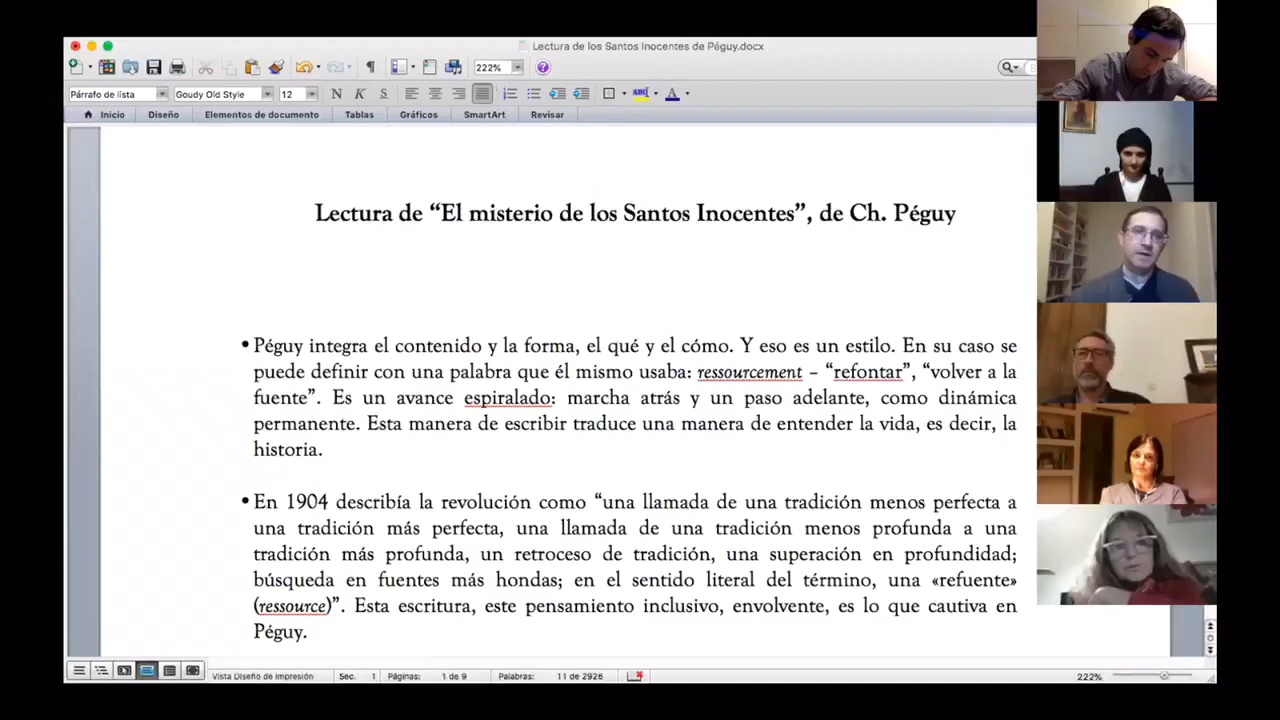 Lectura de los Santos Inocentes de Péguy.docx
222%
Párrafo de lista
Goudy Old Style
12
N K S
ABC
A
Inicio
Diseño
Elementos de documento
Tablas
Gráficos
SmartArt
Revisar
Lectura de “El misterio de los Santos Inocentes”, de Ch. Péguy
• Péguy integra el contenido y la forma, el qué y el cómo. Y eso es un estilo. En su caso se
puede definir con una palabra que él mismo usaba: ressourcement – “refontar”, “volver a la
fuente”. Es un avance espiralado: marcha atrás y un paso adelante, como dinámica
permanente. Esta manera de escribir traduce una manera de entender la vida, es decir, la
historia.
• En 1904 describía la revolución como “una llamada de una tradición menos perfecta a
una tradición más perfecta, una llamada de una tradición menos profunda a una
tradición más profunda, un retroceso de tradición, una superación en profundidad;
búsqueda en fuentes más hondas; en el sentido literal del término, una «refuente»
(ressource)”. Esta escritura, este pensamiento inclusivo, envolvente, es lo que cautiva en
Péguy.
Vista Diseño de impresión
Sec. 1
Páginas: 1 de 9
Palabras: 11 de 2926
222%